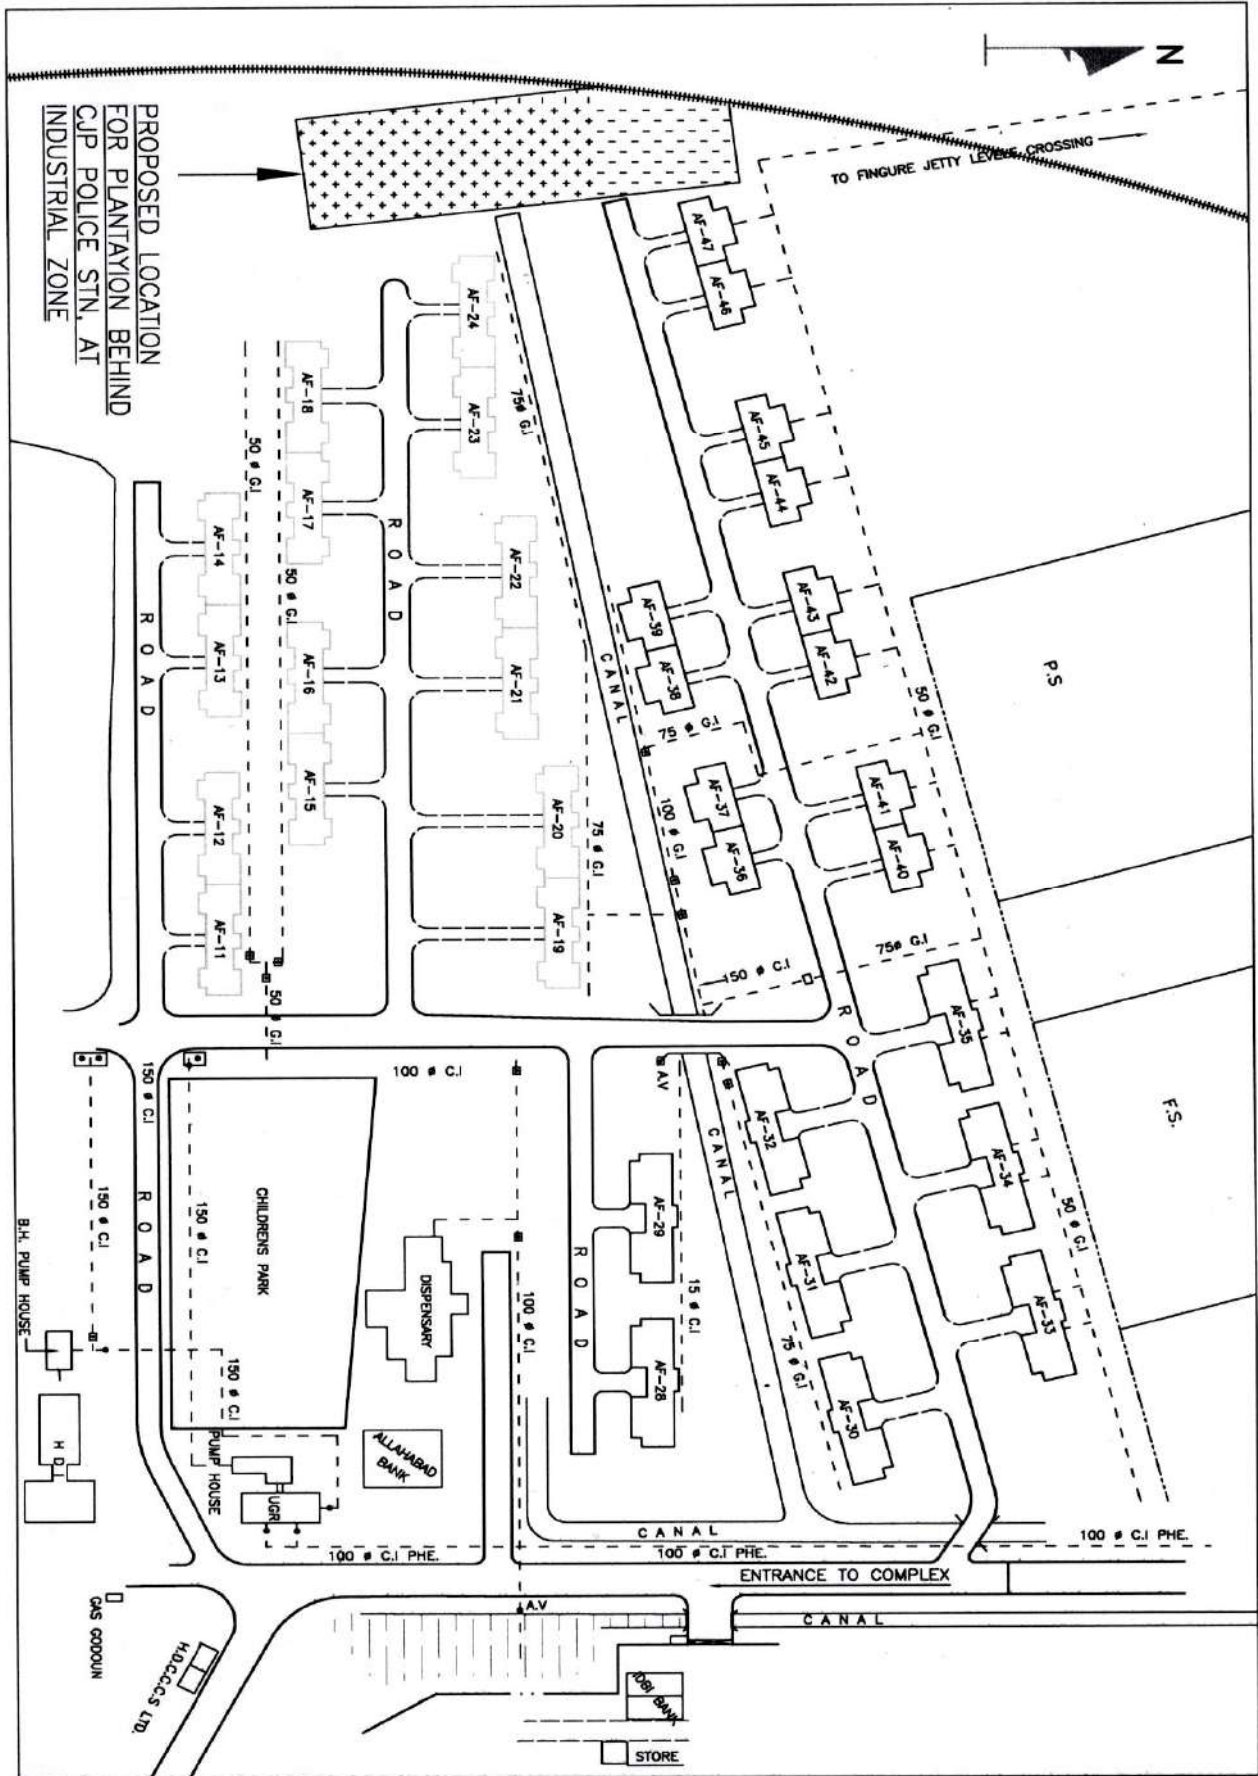 N
TO FINGURE JETTY LEVELE CROSSING
PROPOSED LOCATION
FOR PLANTAYION BEHIND
CJP POLICE STN, AT
INDUSTRIAL ZONE
AF-47
AF-46
AF-45
AF-44
AF-43
AF-42
AF-41
AF-40
AF-39
AF-38
AF-37
AF-36
AF-35
AF-34
AF-33
AF-32
AF-31
AF-30
AF-29
AF-28
AF-24
AF-23
AF-22
AF-21
AF-20
AF-19
AF-18
AF-17
AF-16
AF-15
AF-14
AF-13
AF-12
AF-11
P.S
F.S.
50 ø G.I
50 ø G.I
75ø G.I
75ø G.I
75 ø G.I
75 ø G.I
75 ø G.I
100 ø G.I
150 ø C.I
15 ø C.I
50 ø G.I
50 ø G.I
50 ø G.I
CANAL
CANAL
CANAL
CANAL
ROAD
ROAD
ROAD
ROAD
ROAD
A.V
A.V
100 ø C.I
100 ø C.I
150 ø C.I
150 ø C.I
150 ø C.I
150 ø C.I
CHILDRENS PARK
DISPENSARY
ALLAHABAD
BANK
PUMP HOUSE
UGR
B.H. PUMP HOUSE
H D I
100 ø C.I PHE.
100 ø C.I PHE.
100 ø C.I PHE.
ENTRANCE TO COMPLEX
GAS GODOUN
H.D.C.C.S LTD.
IDBI BANK
STORE